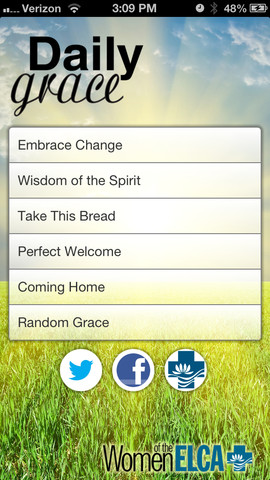 Verizon 3:09 PM 48%
Daily
grace
Embrace Change
Wisdom of the Spirit
Take This Bread
Perfect Welcome
Coming Home
Random Grace
f
Women of the ELCA